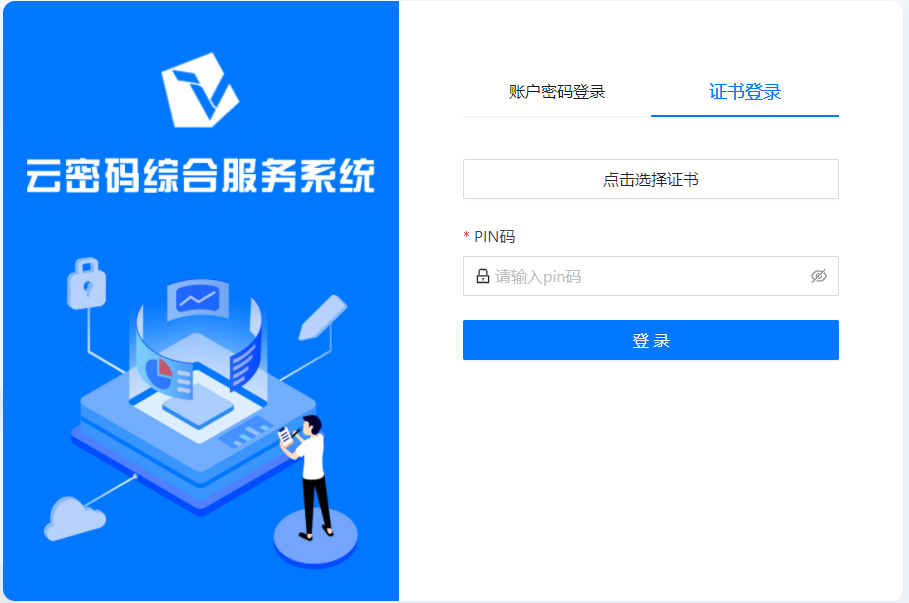 云密码综合服务系统
账户密码登录
证书登录
点击选择证书
* PIN码
请输入pin码
登 录